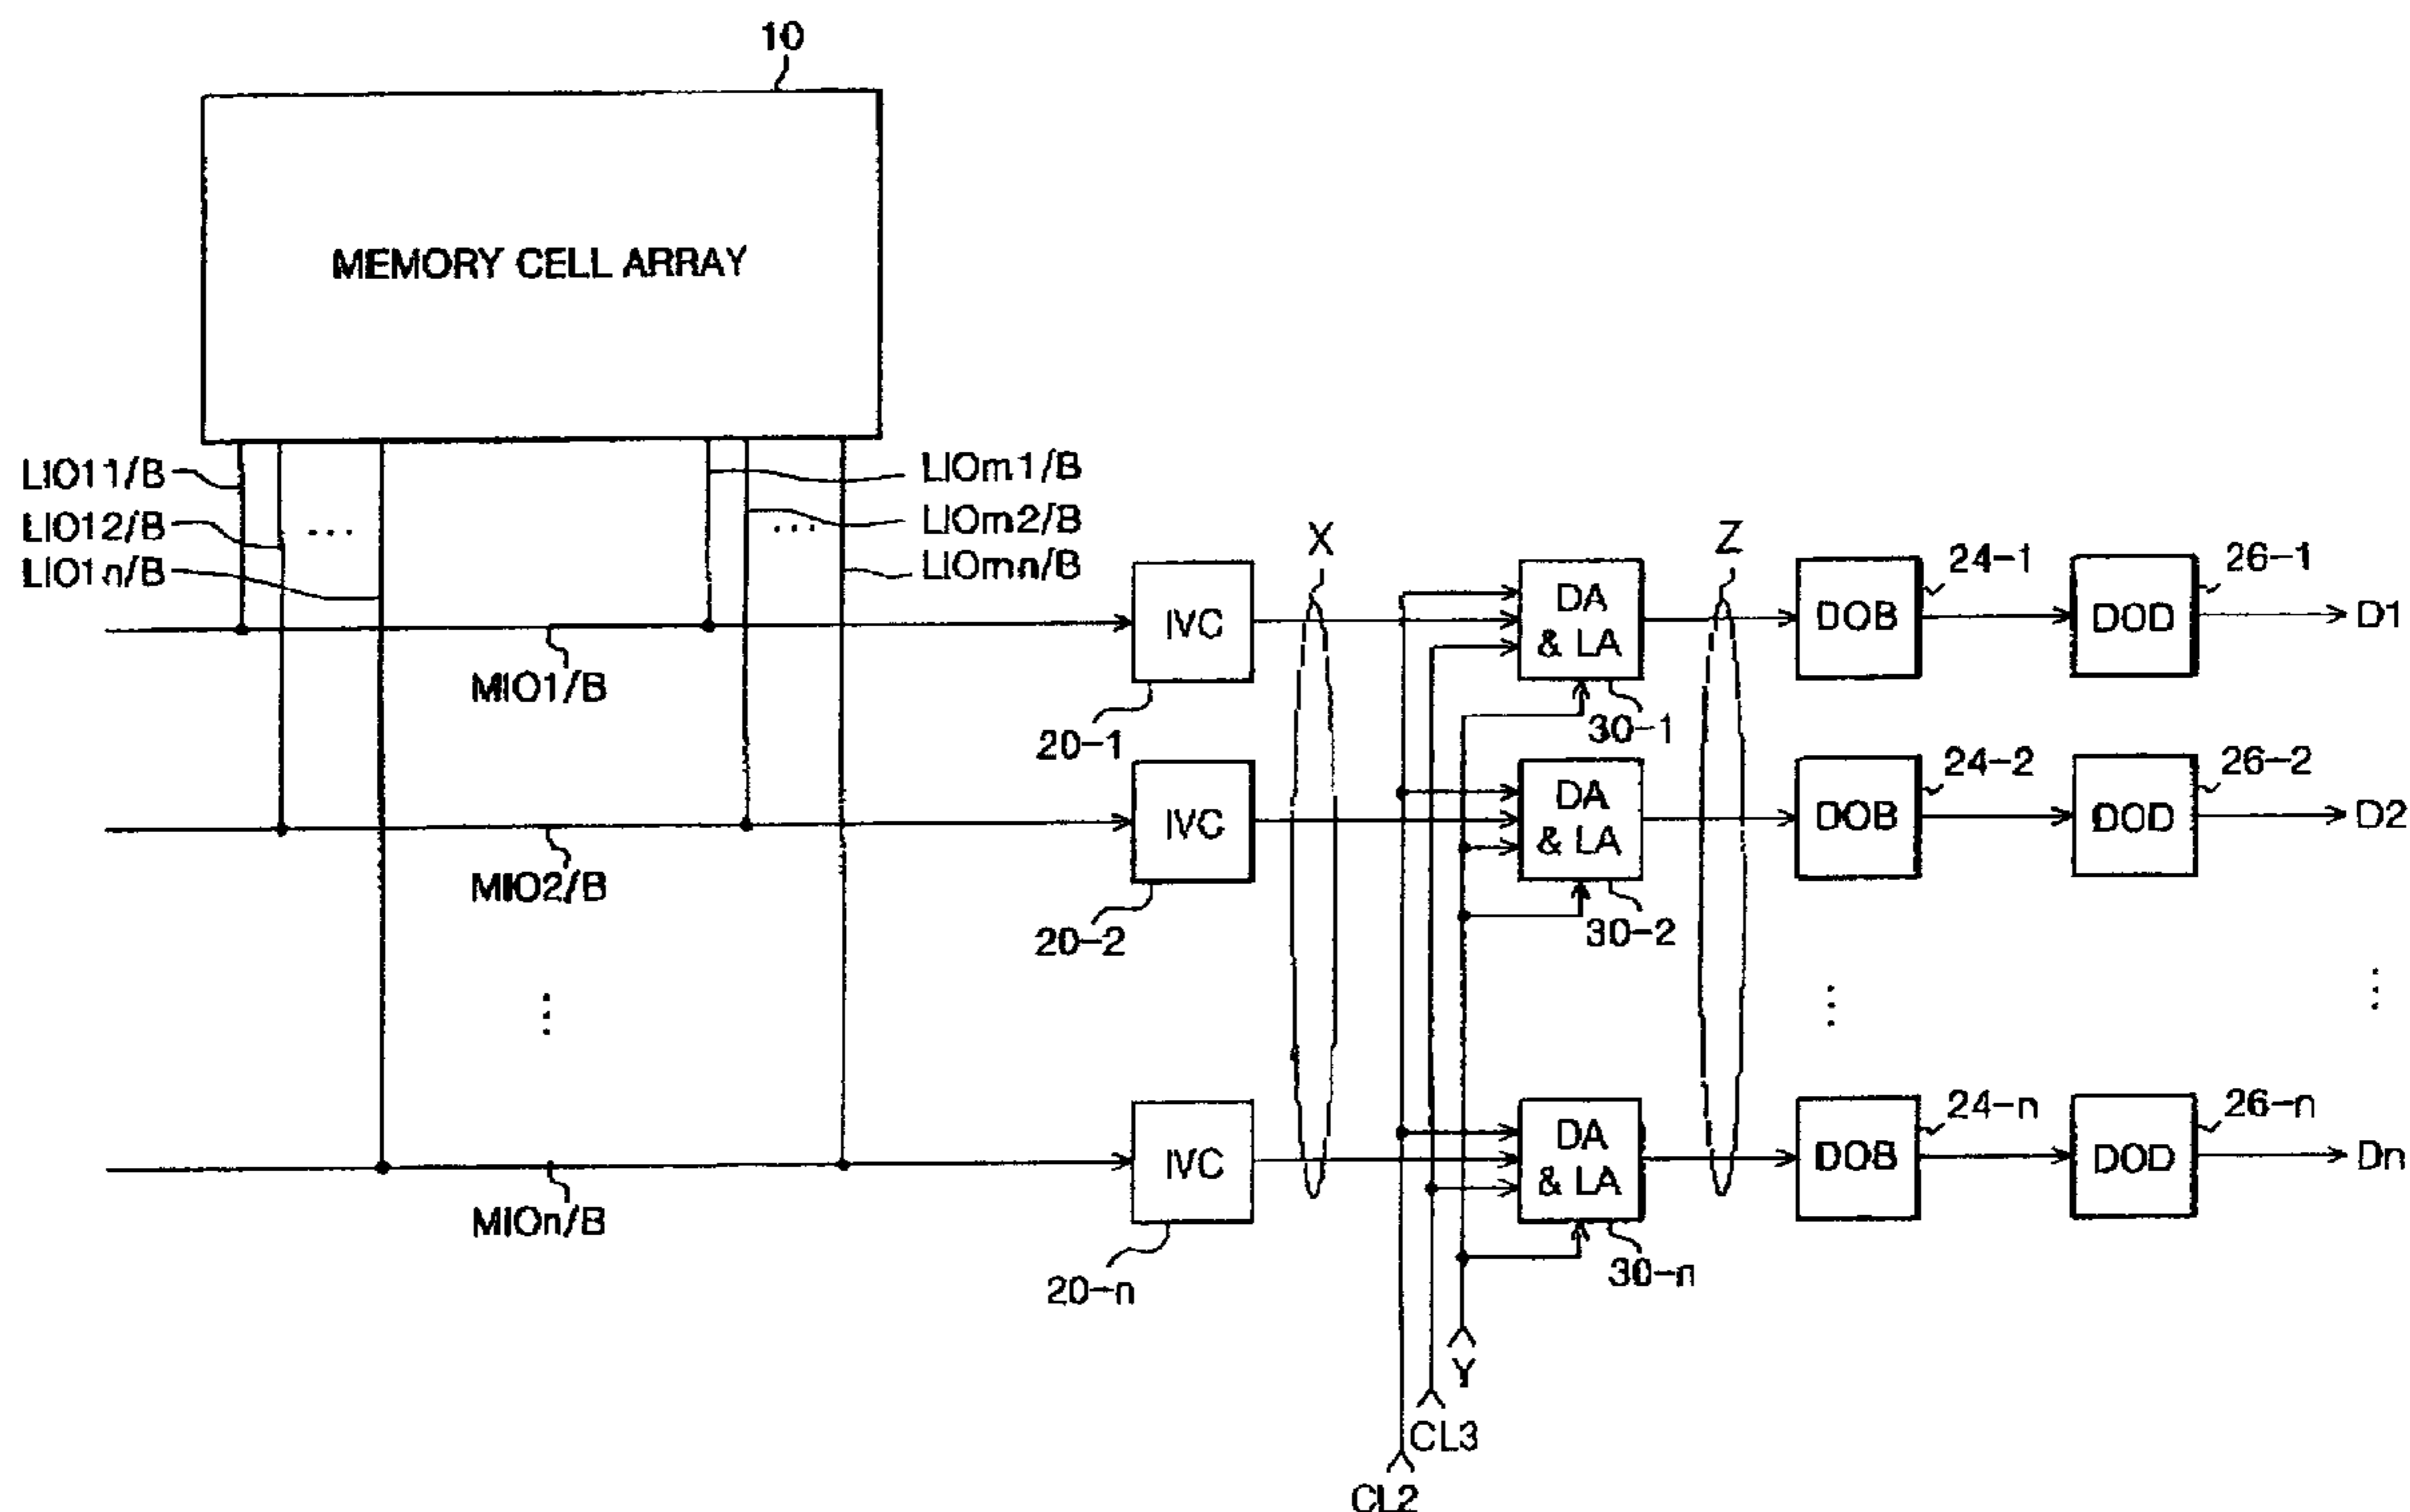 10
MEMORY CELL ARRAY
LIO11/B
LIO12/B
LIO1n/B
...
LIOm1/B
LIOm2/B
LIOmn/B
...
MIO1/B
MIO2/B
MIOn/B
IVC
20-1
IVC
20-2
IVC
20-n
X
DA
& LA
30-1
DA
& LA
30-2
DA
& LA
30-n
Z
DOB
24-1
DOD
26-1
D1
DOB
24-2
DOD
26-2
D2
DOB
24-n
DOD
26-n
Dn
Y
CL3
CL2